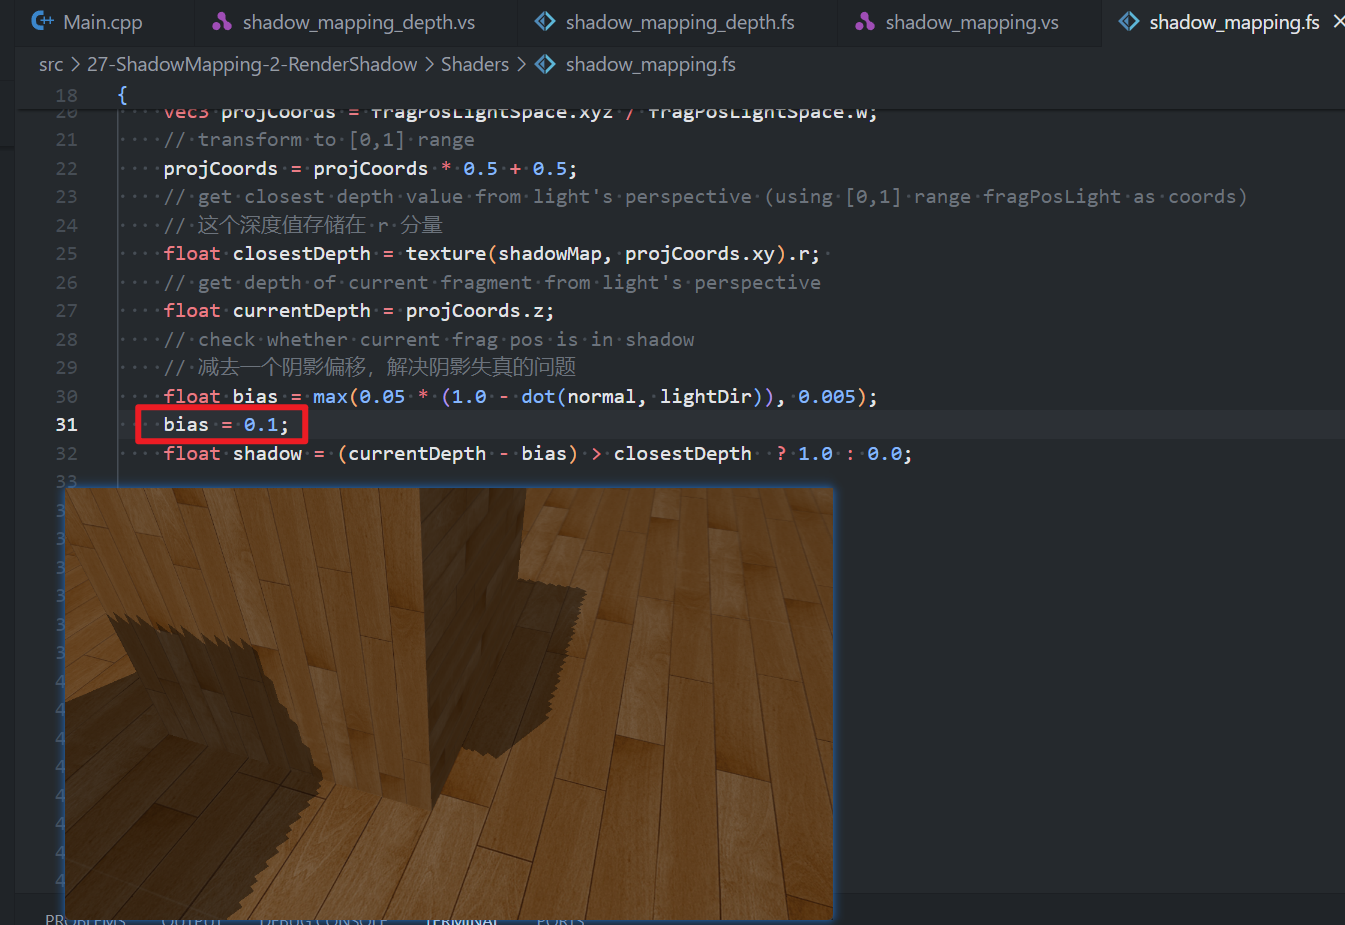 Main.cpp shadow_mapping_depth.vs shadow_mapping_depth.fs shadow_mapping.vs shadow_mapping.fs
src > 27-ShadowMapping-2-RenderShadow > Shaders > shadow_mapping.fs
18 {
20 vec3 projCoords = fragPosLightSpace.xyz / fragPosLightSpace.w;
21 // transform to [0,1] range
22 projCoords = projCoords * 0.5 + 0.5;
23 // get closest depth value from light's perspective (using [0,1] range fragPosLight as coords)
24 // 这个深度值存储在 r 分量
25 float closestDepth = texture(shadowMap, projCoords.xy).r;
26 // get depth of current fragment from light's perspective
27 float currentDepth = projCoords.z;
28 // check whether current frag pos is in shadow
29 // 减去一个阴影偏移，解决阴影失真的问题
30 float bias = max(0.05 * (1.0 - dot(normal, lightDir)), 0.005);
31 bias = 0.1;
32 float shadow = (currentDepth - bias) > closestDepth ? 1.0 : 0.0;
33
PROBLEMS OUTPUT DEBUG CONSOLE TERMINAL PORTS